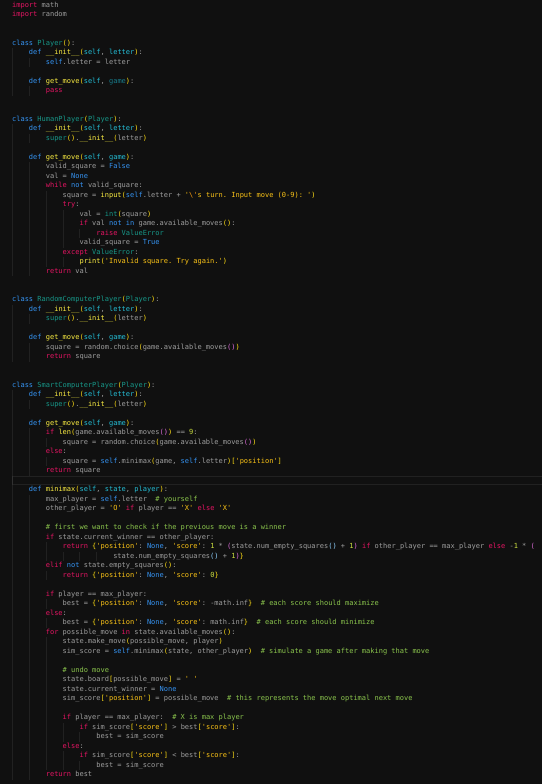 import math
import random
class Player():
    def __init__(self, letter):
        self.letter = letter
    def get_move(self, game):
        pass
class HumanPlayer(Player):
    def __init__(self, letter):
        super().__init__(letter)
    def get_move(self, game):
        valid_square = False
        val = None
        while not valid_square:
            square = input(self.letter + '\'s turn. Input move (0-9): ')
            try:
                val = int(square)
                if val not in game.available_moves():
                    raise ValueError
                valid_square = True
            except ValueError:
                print('Invalid square. Try again.')
        return val
class RandomComputerPlayer(Player):
    def __init__(self, letter):
        super().__init__(letter)
    def get_move(self, game):
        square = random.choice(game.available_moves())
        return square
class SmartComputerPlayer(Player):
    def __init__(self, letter):
        super().__init__(letter)
    def get_move(self, game):
        if len(game.available_moves()) == 9:
            square = random.choice(game.available_moves())
        else:
            square = self.minimax(game, self.letter)['position']
        return square
    def minimax(self, state, player):
        max_player = self.letter  # yourself
        other_player = 'O' if player == 'X' else 'X'
        # first we want to check if the previous move is a winner
        if state.current_winner == other_player:
            return {'position': None, 'score': 1 * (state.num_empty_squares() + 1) if other_player == max_player else -1 * (
                        state.num_empty_squares() + 1)}
        elif not state.empty_squares():
            return {'position': None, 'score': 0}
        if player == max_player:
            best = {'position': None, 'score': -math.inf}  # each score should maximize
        else:
            best = {'position': None, 'score': math.inf}  # each score should minimize
        for possible_move in state.available_moves():
            state.make_move(possible_move, player)
            sim_score = self.minimax(state, other_player)  # simulate a game after making that move
            # undo move
            state.board[possible_move] = ' '
            state.current_winner = None
            sim_score['position'] = possible_move  # this represents the move optimal next move
            if player == max_player:  # X is max player
                if sim_score['score'] > best['score']:
                    best = sim_score
            else:
                if sim_score['score'] < best['score']:
                    best = sim_score
        return best